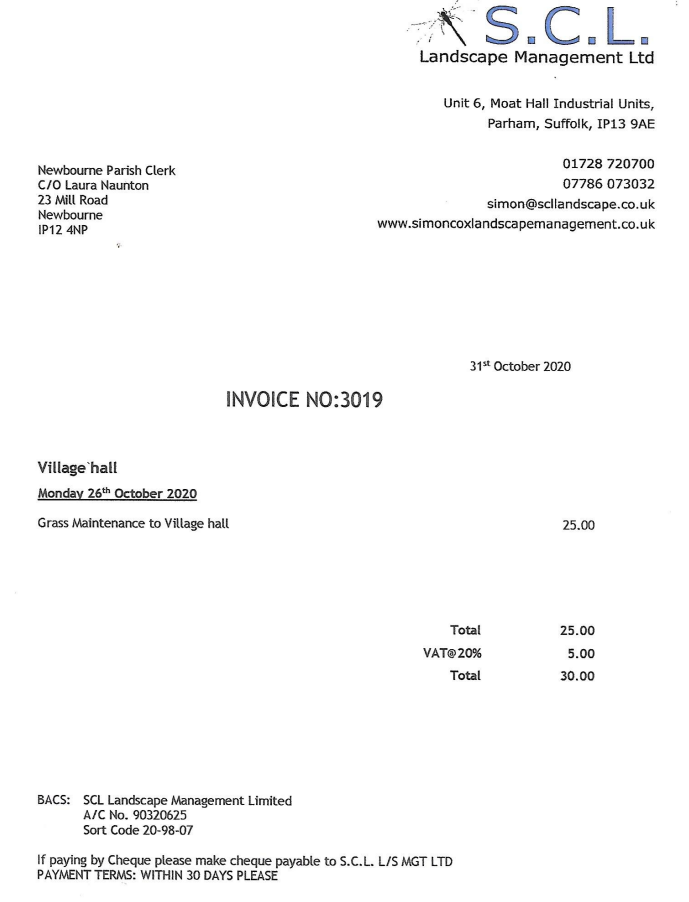 S.C.L.
Landscape Management Ltd
Unit 6, Moat Hall Industrial Units,
Parham, Suffolk, IP13 9AE
01728 720700
07786 073032
simon@scllandscape.co.uk
www.simoncoxlandscapemanagement.co.uk
Newbourne Parish Clerk
C/O Laura Naunton
23 Mill Road
Newbourne
IP12 4NP
31st October 2020
INVOICE NO:3019
Village hall
Monday 26th October 2020
Grass Maintenance to Village hall 25.00
Total 25.00
VAT@20% 5.00
Total 30.00
BACS: SCL Landscape Management Limited
A/C No. 90320625
Sort Code 20-98-07
If paying by Cheque please make cheque payable to S.C.L. L/S MGT LTD
PAYMENT TERMS: WITHIN 30 DAYS PLEASE